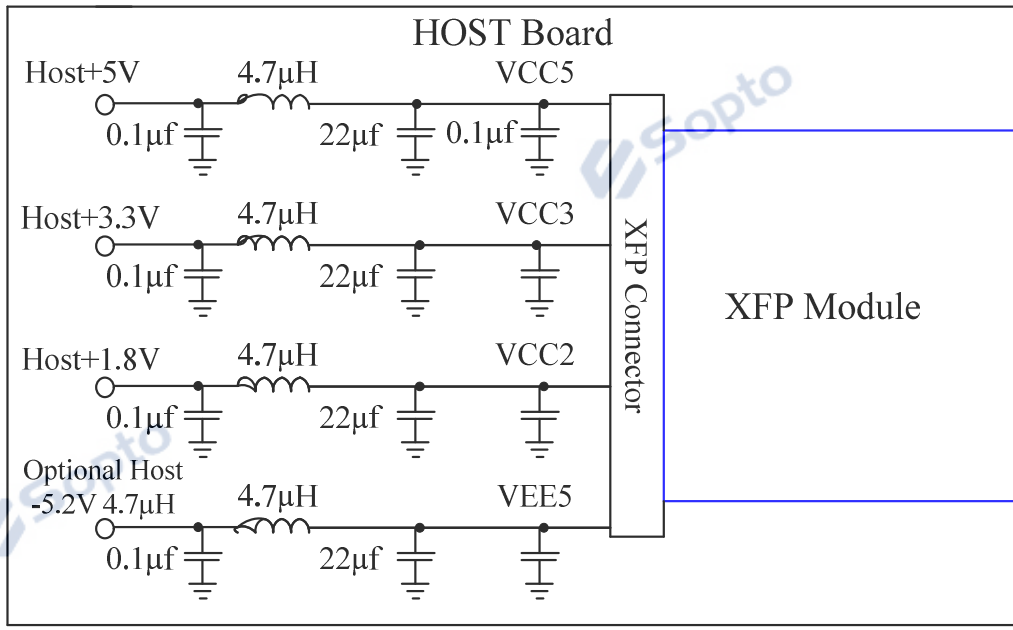 HOST Board
Host+5V
4.7μH
VCC5
0.1μf
22μf
0.1μf
Host+3.3V
4.7μH
VCC3
0.1μf
22μf
Host+1.8V
4.7μH
VCC2
0.1μf
22μf
Optional Host
-5.2V 4.7μH
4.7μH
VEE5
0.1μf
22μf
XFP Connector
XFP Module
Sopto
Sopto